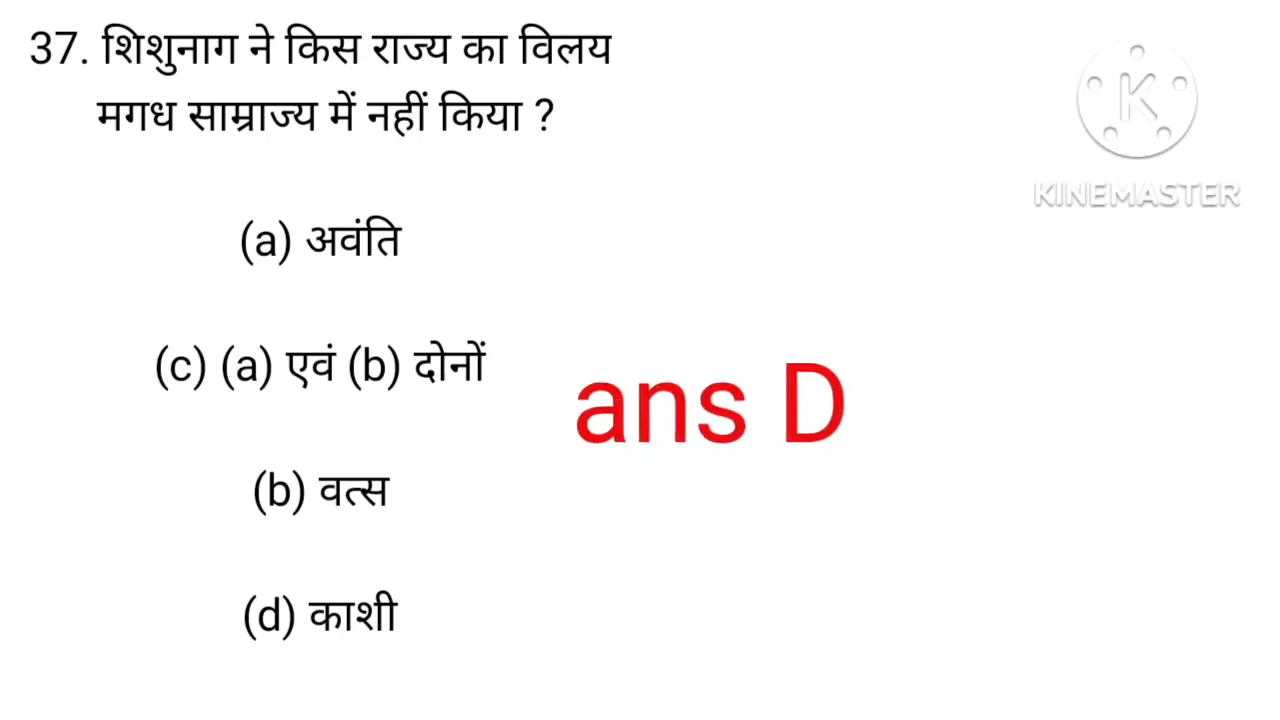 37. शिशुनाग ने किस राज्य का विलय
मगध साम्राज्य में नहीं किया ?
(a) अवंति
(c) (a) एवं (b) दोनों
ans D
(b) वत्स
(d) काशी
K
KINEMASTER